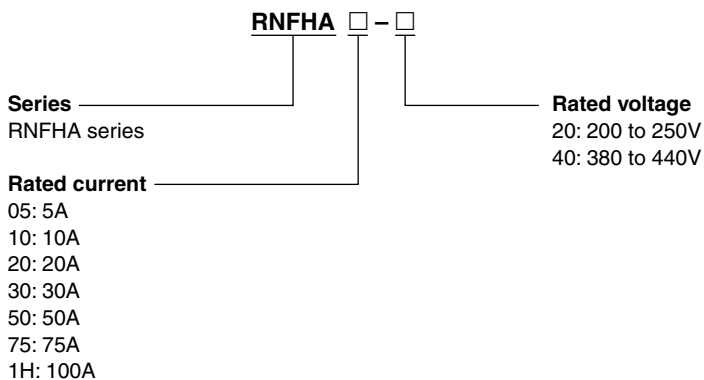 RNFHA □ – □
Series
RNFHA series
Rated current
05: 5A
10: 10A
20: 20A
30: 30A
50: 50A
75: 75A
1H: 100A
Rated voltage
20: 200 to 250V
40: 380 to 440V